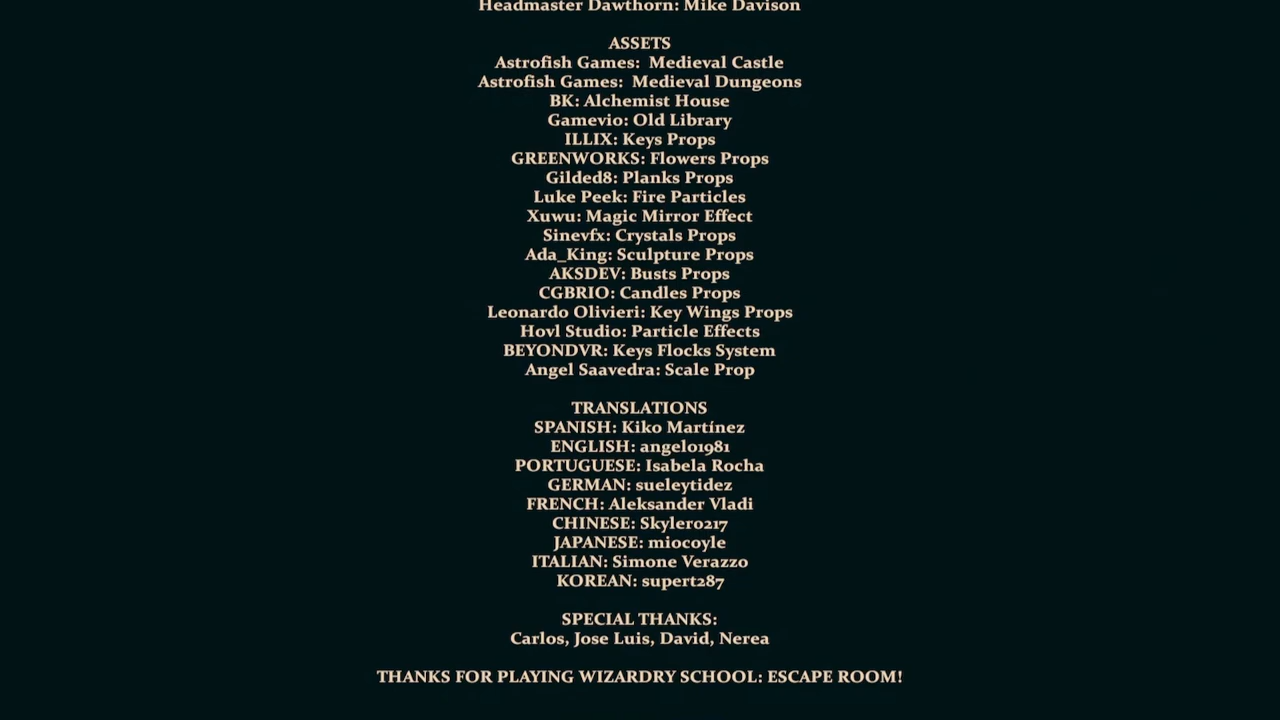 Headmaster Dawthorn: Mike Davison
ASSETS
Astrofish Games:  Medieval Castle
Astrofish Games:  Medieval Dungeons
BK: Alchemist House
Gamevio: Old Library
ILLIX: Keys Props
GREENWORKS: Flowers Props
Gilded8: Planks Props
Luke Peek: Fire Particles
Xuwu: Magic Mirror Effect
Sinevfx: Crystals Props
Ada_King: Sculpture Props
AKSDEV: Busts Props
CGBRIO: Candles Props
Leonardo Olivieri: Key Wings Props
Hovl Studio: Particle Effects
BEYONDVR: Keys Flocks System
Angel Saavedra: Scale Prop
TRANSLATIONS
SPANISH: Kiko Martínez
ENGLISH: angelo1981
PORTUGUESE: Isabela Rocha
GERMAN: sueleytidez
FRENCH: Aleksander Vladi
CHINESE: Skyler0217
JAPANESE: miocoyle
ITALIAN: Simone Verazzo
KOREAN: supert287
SPECIAL THANKS:
Carlos, Jose Luis, David, Nerea
THANKS FOR PLAYING WIZARDRY SCHOOL: ESCAPE ROOM!